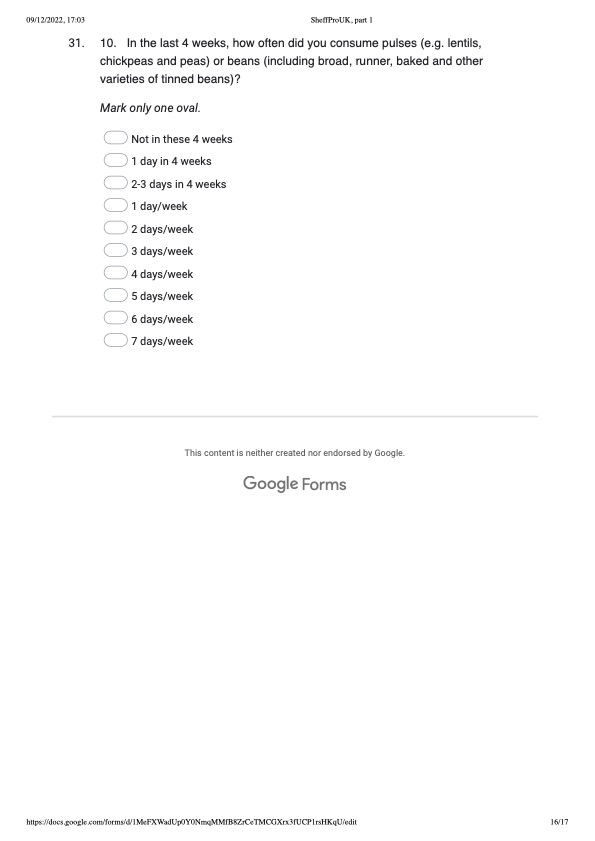 09/12/2022, 17:03 SheffProUK, part 1
31. 10. In the last 4 weeks, how often did you consume pulses (e.g. lentils,
chickpeas and peas) or beans (including broad, runner, baked and other
varieties of tinned beans)?
Mark only one oval.
Not in these 4 weeks
1 day in 4 weeks
2-3 days in 4 weeks
1 day/week
2 days/week
3 days/week
4 days/week
5 days/week
6 days/week
7 days/week
This content is neither created nor endorsed by Google.
Google Forms
https://docs.google.com/forms/d/1MeFXWadUp0Y0NmqMMfB8ZrCeTMCGXrx3fUCP1rsHKqU/edit 16/17